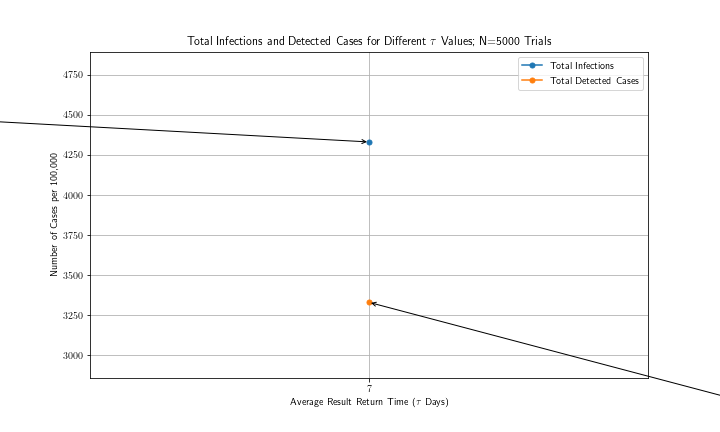 Total Infections and Detected Cases for Different τ Values; N=5000 Trials
Total Infections
Total Detected Cases
4750
4500
4250
4000
3750
3500
3250
3000
Number of Cases per 100,000
7
Average Result Return Time (τ Days)